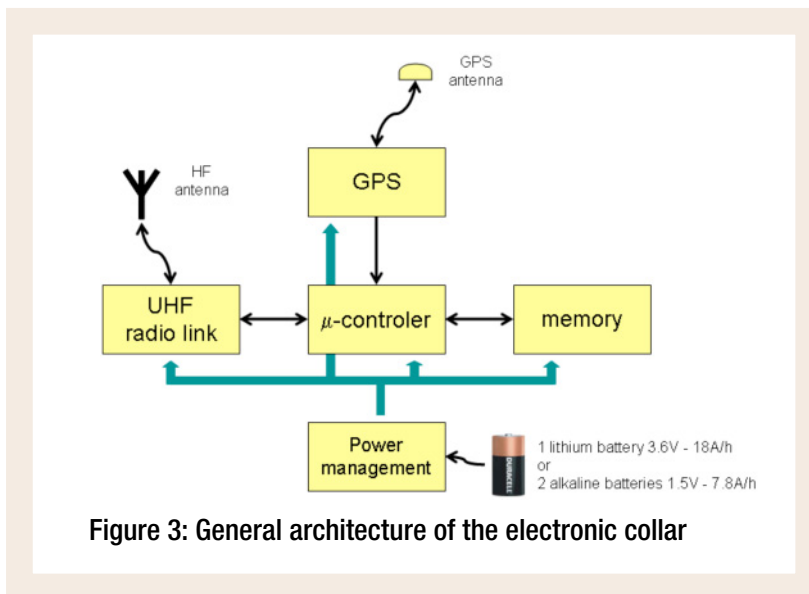 GPS
antenna
HF
antenna
GPS
UHF
radio link
μ-controler
memory
Power
management
DURACELL
1 lithium battery 3.6V - 18A/h
or
2 alkaline batteries 1.5V - 7.8A/h
Figure 3: General architecture of the electronic collar